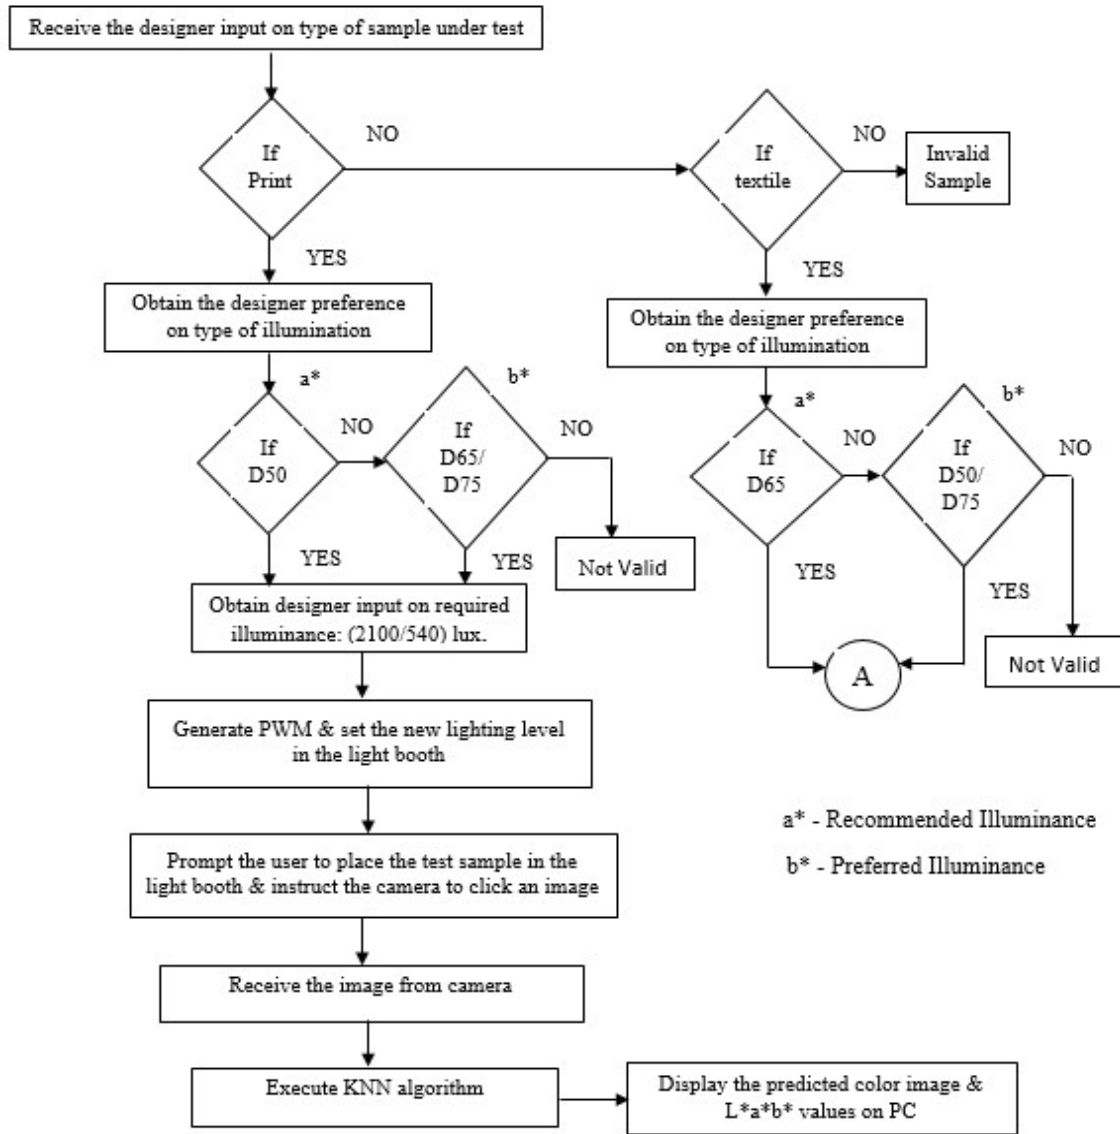 Receive the designer input on type of sample under test
If
Print
NO
If
textile
NO
Invalid
Sample
YES
YES
Obtain the designer preference
on type of illumination
Obtain the designer preference
on type of illumination
a*
b*
If
D50
NO
If
D65/
D75
NO
a*
b*
If
D65
NO
If
D50/
D75
NO
YES
YES
Not Valid
YES
YES
Obtain designer input on required
illuminance: (2100/540) lux.
A
Not Valid
Generate PWM & set the new lighting level
in the light booth
a* - Recommended Illuminance
b* - Preferred Illuminance
Prompt the user to place the test sample in the
light booth & instruct the camera to click an image
Receive the image from camera
Execute KNN algorithm
Display the predicted color image &
L*a*b* values on PC